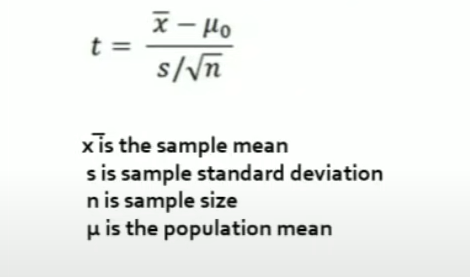 t = x̅ − μ₀ / s/√n
x̅ is the sample mean
s is sample standard deviation
n is sample size
μ is the population mean